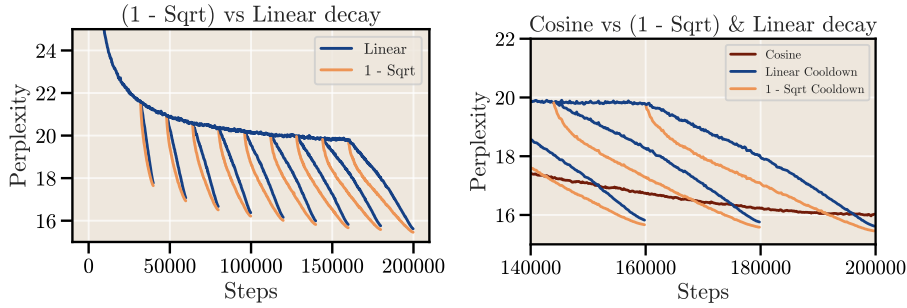 (1 - Sqrt) vs Linear decay
24
22
20
18
16
Perplexity
Linear
1 - Sqrt
0
50000
100000
150000
200000
Steps
Cosine vs (1 - Sqrt) & Linear decay
22
20
18
16
Perplexity
Cosine
Linear Cooldown
1 - Sqrt Cooldown
140000
160000
180000
200000
Steps